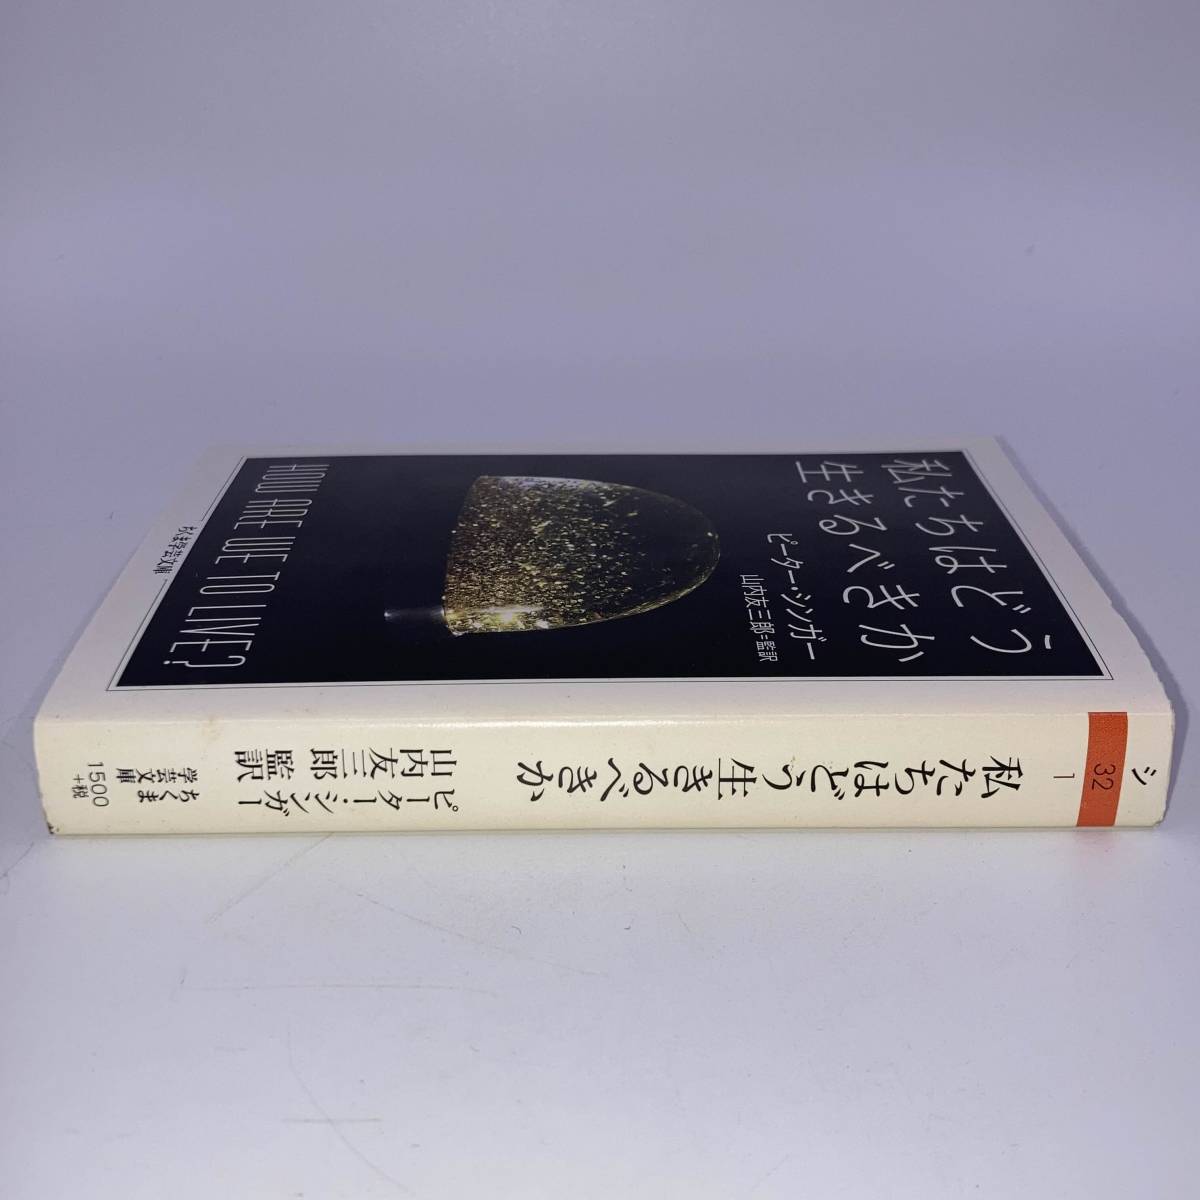 私たちはどう
生きるべきか
ピーター・シンガー
山内友三郎=監訳
HOW ARE WE TO LIVE?
ちくま学芸文庫
シ
32
1
私たちはどう生きるべきか
ピーター・シンガー
山内友三郎 監訳
ちくま
学芸文庫
1500
+税